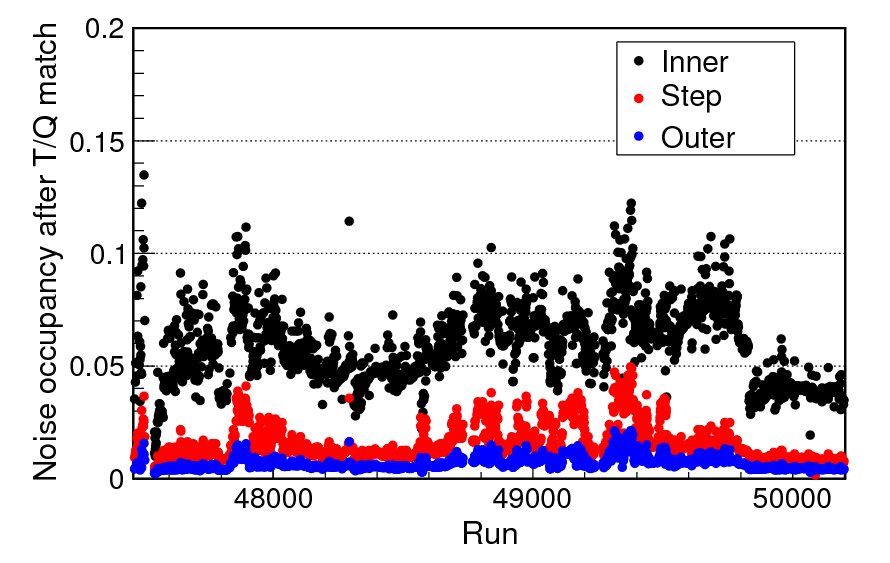 Noise occupancy after T/Q match
0.2
0.15
0.1
0.05
0
Inner
Step
Outer
48000
49000
50000
Run